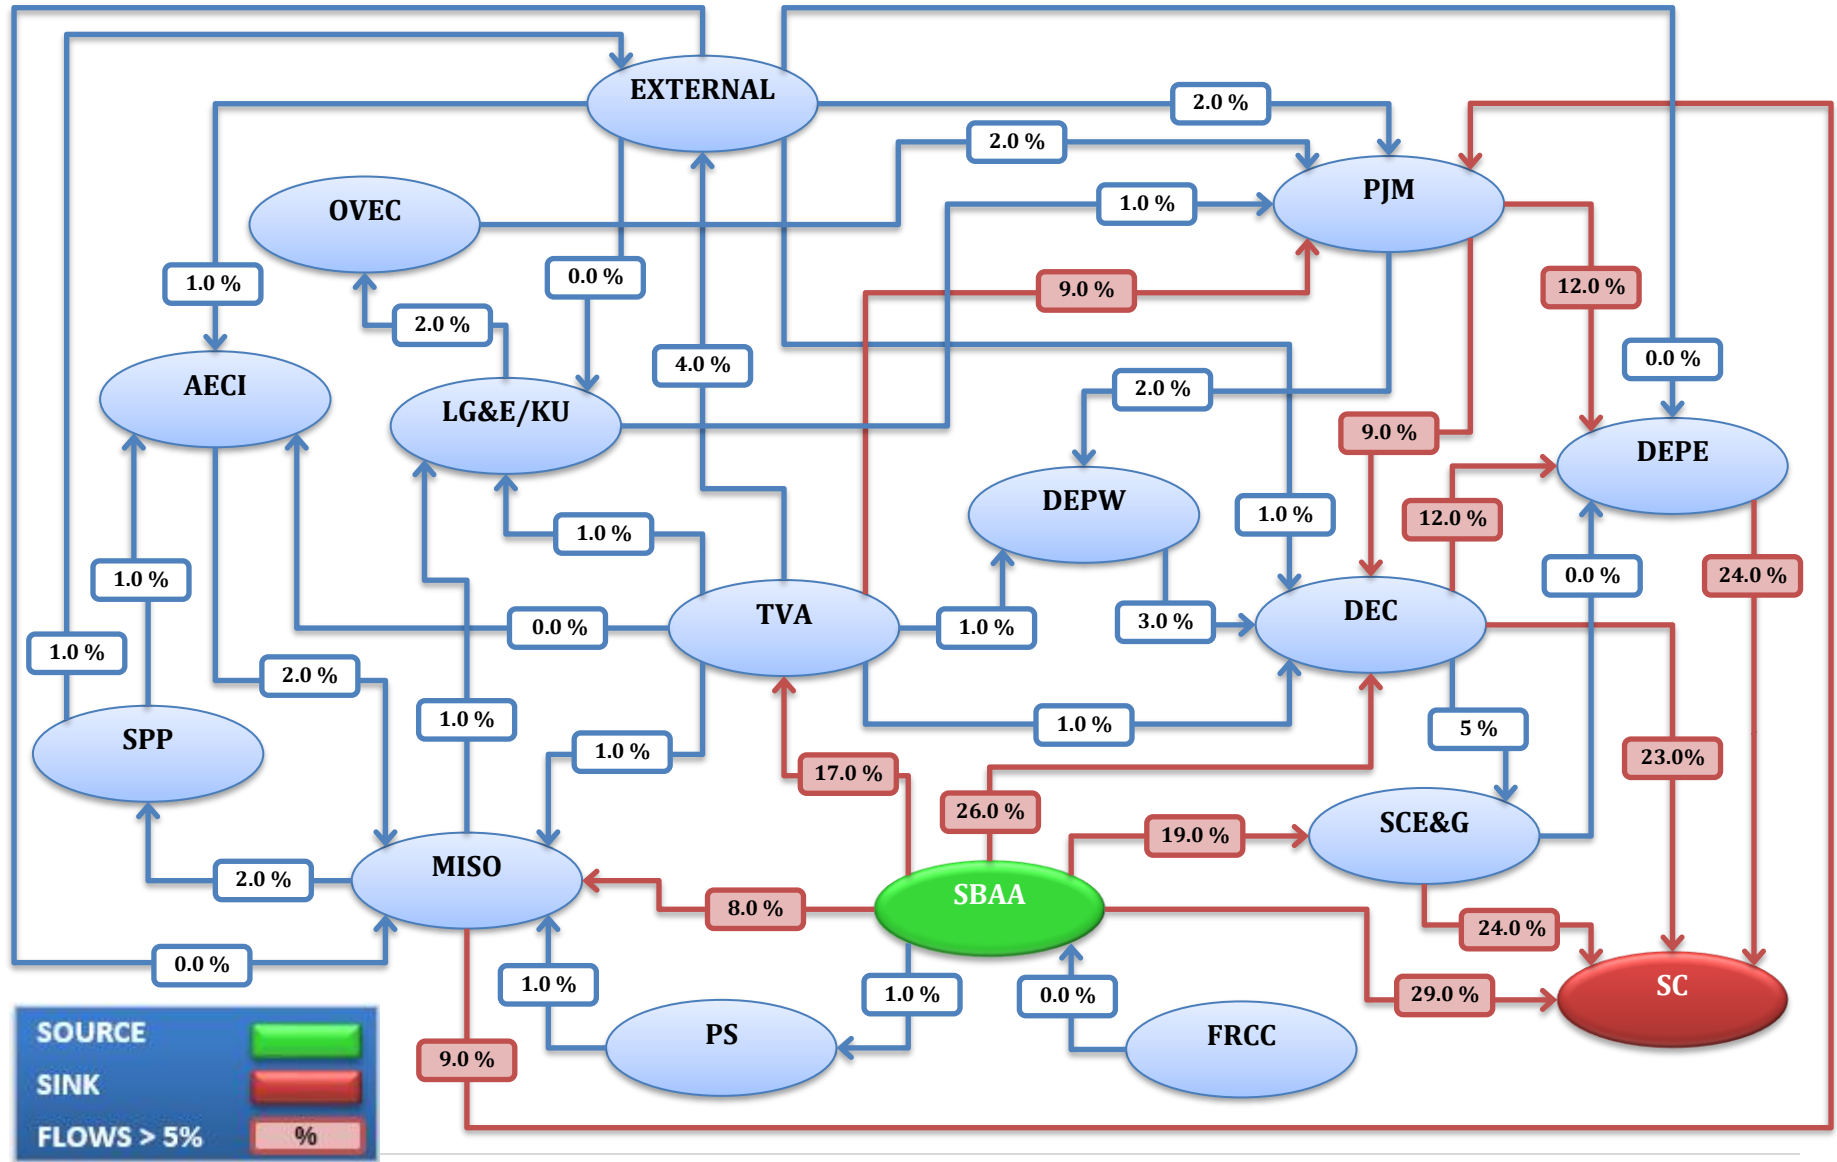 EXTERNAL
2.0 %
2.0 %
PJM
1.0 %
OVEC
0.0 %
1.0 %
9.0 %
12.0 %
2.0 %
4.0 %
0.0 %
AECI
2.0 %
LG&E/KU
9.0 %
DEPE
DEPW
1.0 %
12.0 %
1.0 %
1.0 %
0.0 %
24.0 %
TVA
DEC
0.0 %
1.0 %
3.0 %
1.0 %
2.0 %
1.0 %
1.0 %
5 %
SPP
1.0 %
23.0%
17.0 %
26.0 %
SCE&G
19.0 %
MISO
2.0 %
SBAA
8.0 %
24.0 %
0.0 %
1.0 %
1.0 %
0.0 %
29.0 %
SC
SOURCE
PS
FRCC
9.0 %
SINK
FLOWS > 5%
%